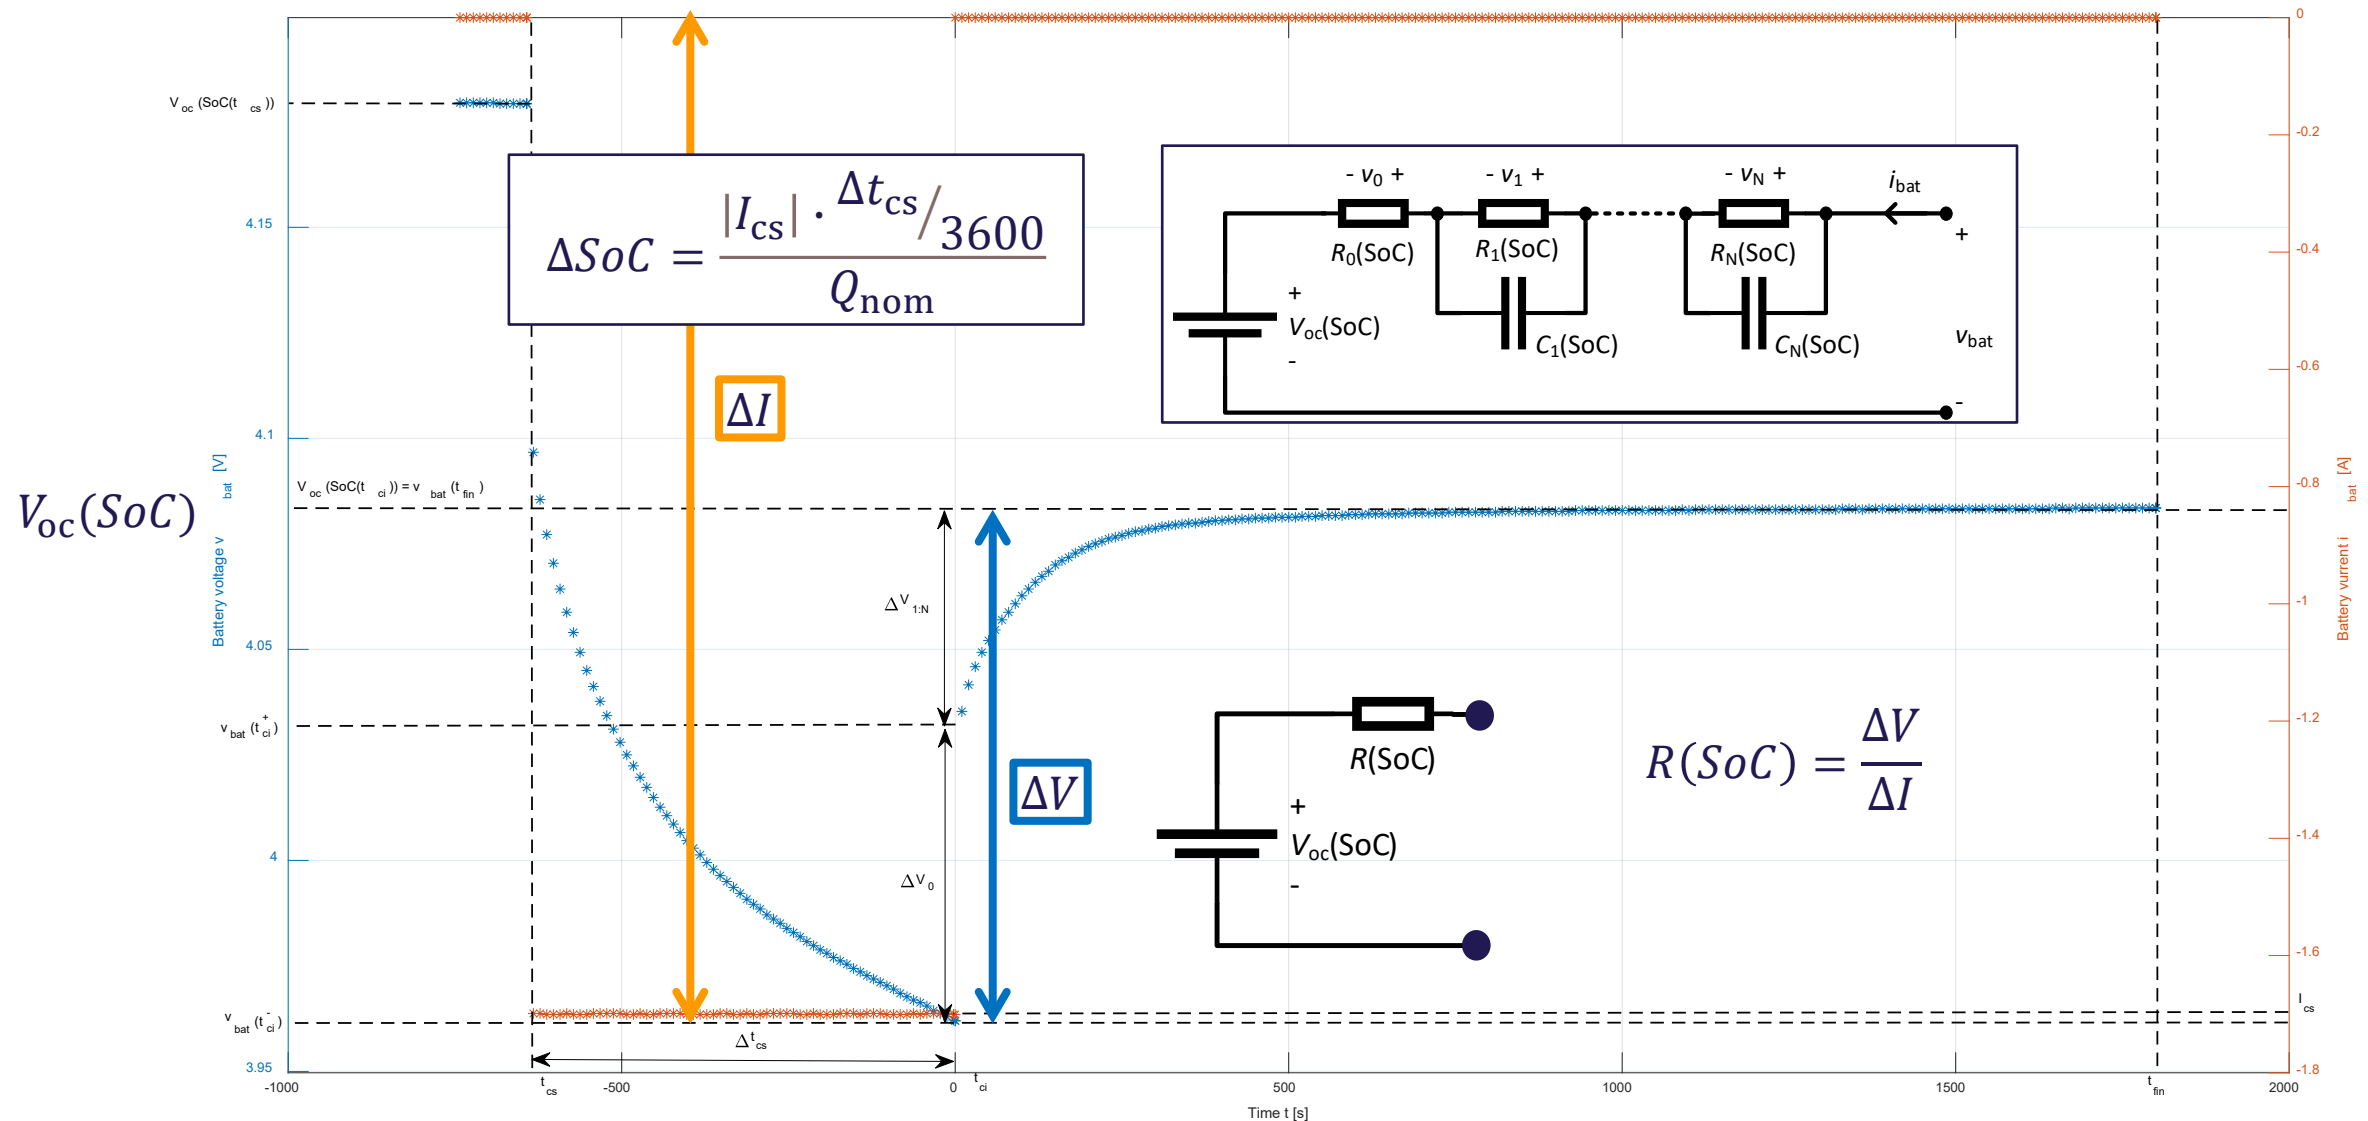 0
V oc (SoC(t cs ))
-0.2
4.15
-0.4
ΔSoC = |I_cs| · Δt_cs/3600 / Q_nom
- v0 + - v1 + - vN + ibat
R0(SoC) R1(SoC) RN(SoC)
+
+
Voc(SoC)
-
C1(SoC) CN(SoC)
vbat
-
-0.6
ΔI
4.1
Battery voltage v bat [V]
V oc (SoC(t ci )) = v bat (t fin )
-0.8
Voc(SoC)
Battery vurrent i bat [A]
ΔV 1:N
-1
4.05
v bat (t ci + )
-1.2
R(SoC)
R(SoC) = ΔV / ΔI
ΔV
+
Voc(SoC)
-
4
-1.4
ΔV 0
-1.6
I cs
v bat (t ci - )
Δt cs
3.95
-1.8
-1000 -500 0 500 1000 1500 2000
t cs t ci t fin
Time t [s]